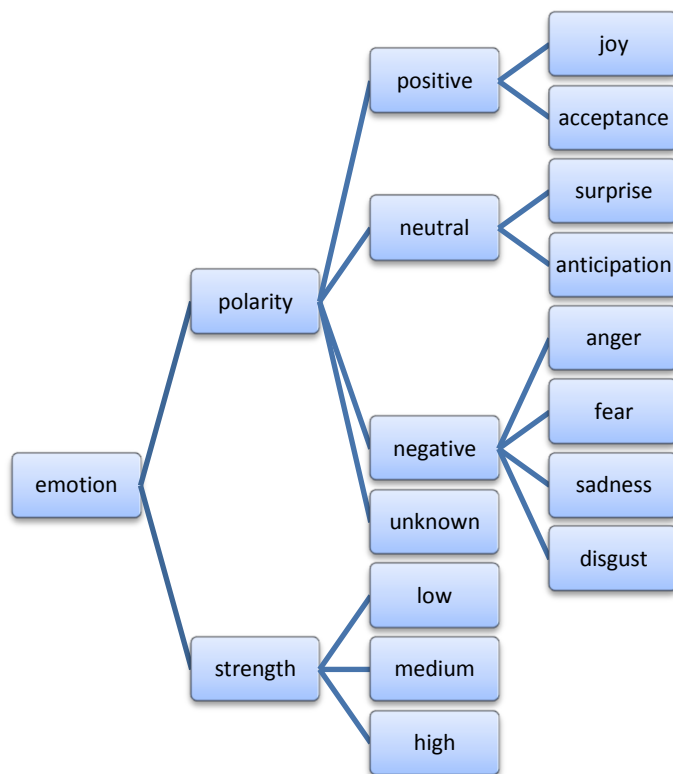 joy
positive
acceptance
surprise
neutral
anticipation
polarity
anger
fear
negative
emotion
sadness
unknown
disgust
low
strength
medium
high